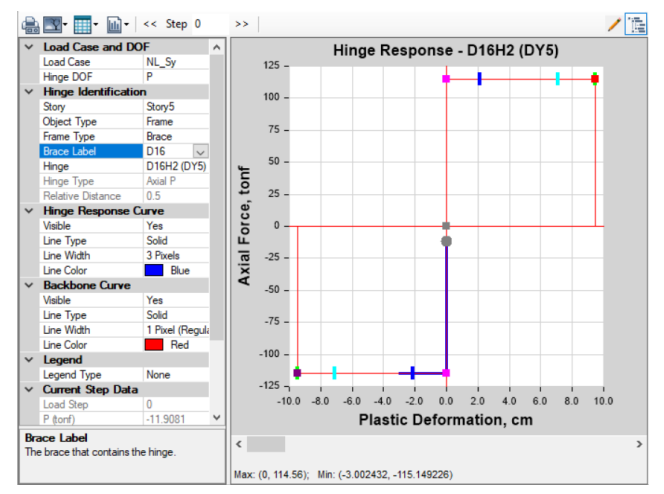 << Step 0 >>
Load Case and DOF
Load Case NL_Sy
Hinge DOF P
Hinge Identification
Story Story5
Object Type Frame
Frame Type Brace
Brace Label D16
Hinge D16H2 (DY5)
Hinge Type Axial P
Relative Distance 0.5
Hinge Response Curve
Visible Yes
Line Type Solid
Line Width 3 Pixels
Line Color Blue
Backbone Curve
Visible Yes
Line Type Solid
Line Width 1 Pixel (Regula
Line Color Red
Legend
Legend Type None
Current Step Data
Load Step 0
P (tonf) -11.9081
Brace Label
The brace that contains the hinge.
Hinge Response - D16H2 (DY5)
Axial Force, tonf
125
100
75
50
25
0
-25
-50
-75
-100
-125
-10.0 -8.0 -6.0 -4.0 -2.0 0.0 2.0 4.0 6.0 8.0 10.0
Plastic Deformation, cm
Max: (0, 114.56); Min: (-3.002432, -115.149226)